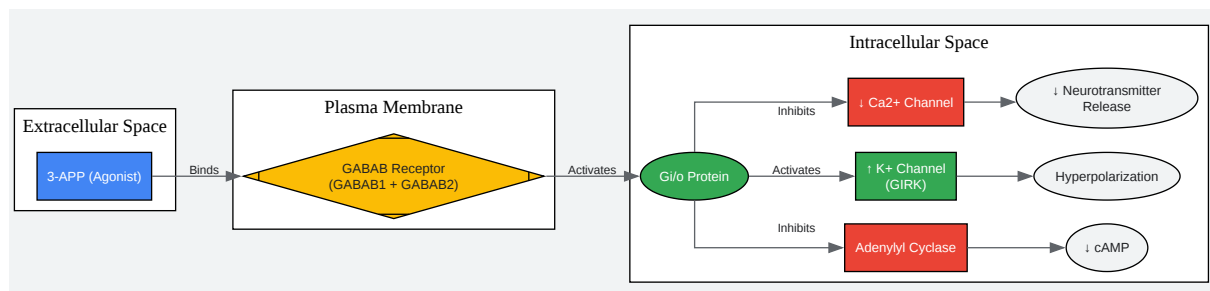 Extracellular Space
3-APP (Agonist)
Binds
Plasma Membrane
GABAB Receptor
(GABAB1 + GABAB2)
Activates
Intracellular Space
Gi/o Protein
Inhibits
↓ Ca2+ Channel
↓ Neurotransmitter
Release
Activates
↑ K+ Channel
(GIRK)
Hyperpolarization
Inhibits
Adenylyl Cyclase
↓ cAMP